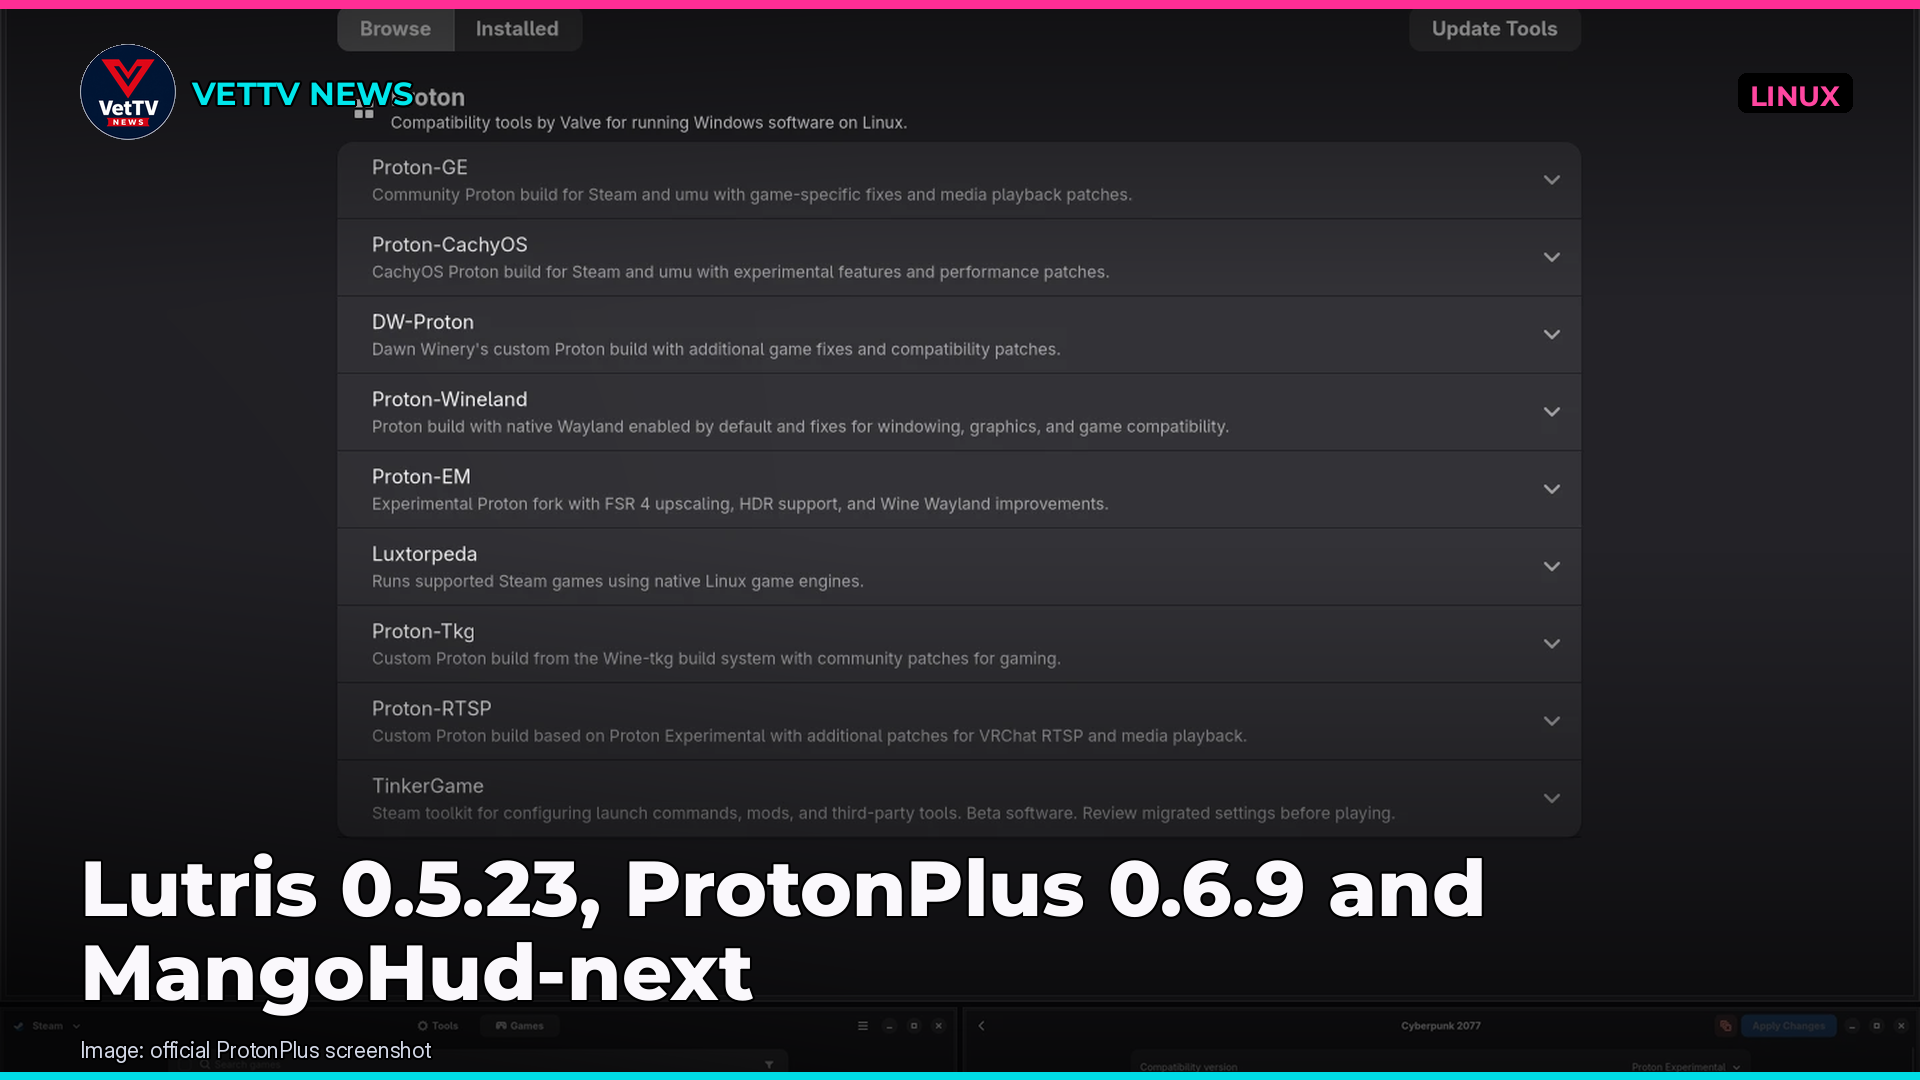 Browse
Installed
Update Tools
VetTV
NEWS
VETTV NEWS
LINUX
roton
Compatibility tools by Valve for running Windows software on Linux.
Proton-GE
Community Proton build for Steam and umu with game-specific fixes and media playback patches.
Proton-CachyOS
CachyOS Proton build for Steam and umu with experimental features and performance patches.
DW-Proton
Dawn Winery's custom Proton build with additional game fixes and compatibility patches.
Proton-Wineland
Proton build with native Wayland enabled by default and fixes for windowing, graphics, and game compatibility.
Proton-EM
Experimental Proton fork with FSR 4 upscaling, HDR support, and Wine Wayland improvements.
Luxtorpeda
Runs supported Steam games using native Linux game engines.
Proton-Tkg
Custom Proton build from the Wine-tkg build system with community patches for gaming.
Proton-RTSP
Custom Proton build based on Proton Experimental with additional patches for VRChat RTSP and media playback.
TinkerGame
Steam toolkit for configuring launch commands, mods, and third-party tools. Beta software. Review migrated settings before playing.
Lutris 0.5.23, ProtonPlus 0.6.9 and
MangoHud-next
Steam
Tools
Games
Cyberpunk 2077
Apply Changes
Image: official ProtonPlus screenshot
Search games
Compatibility version
Proton Experimental